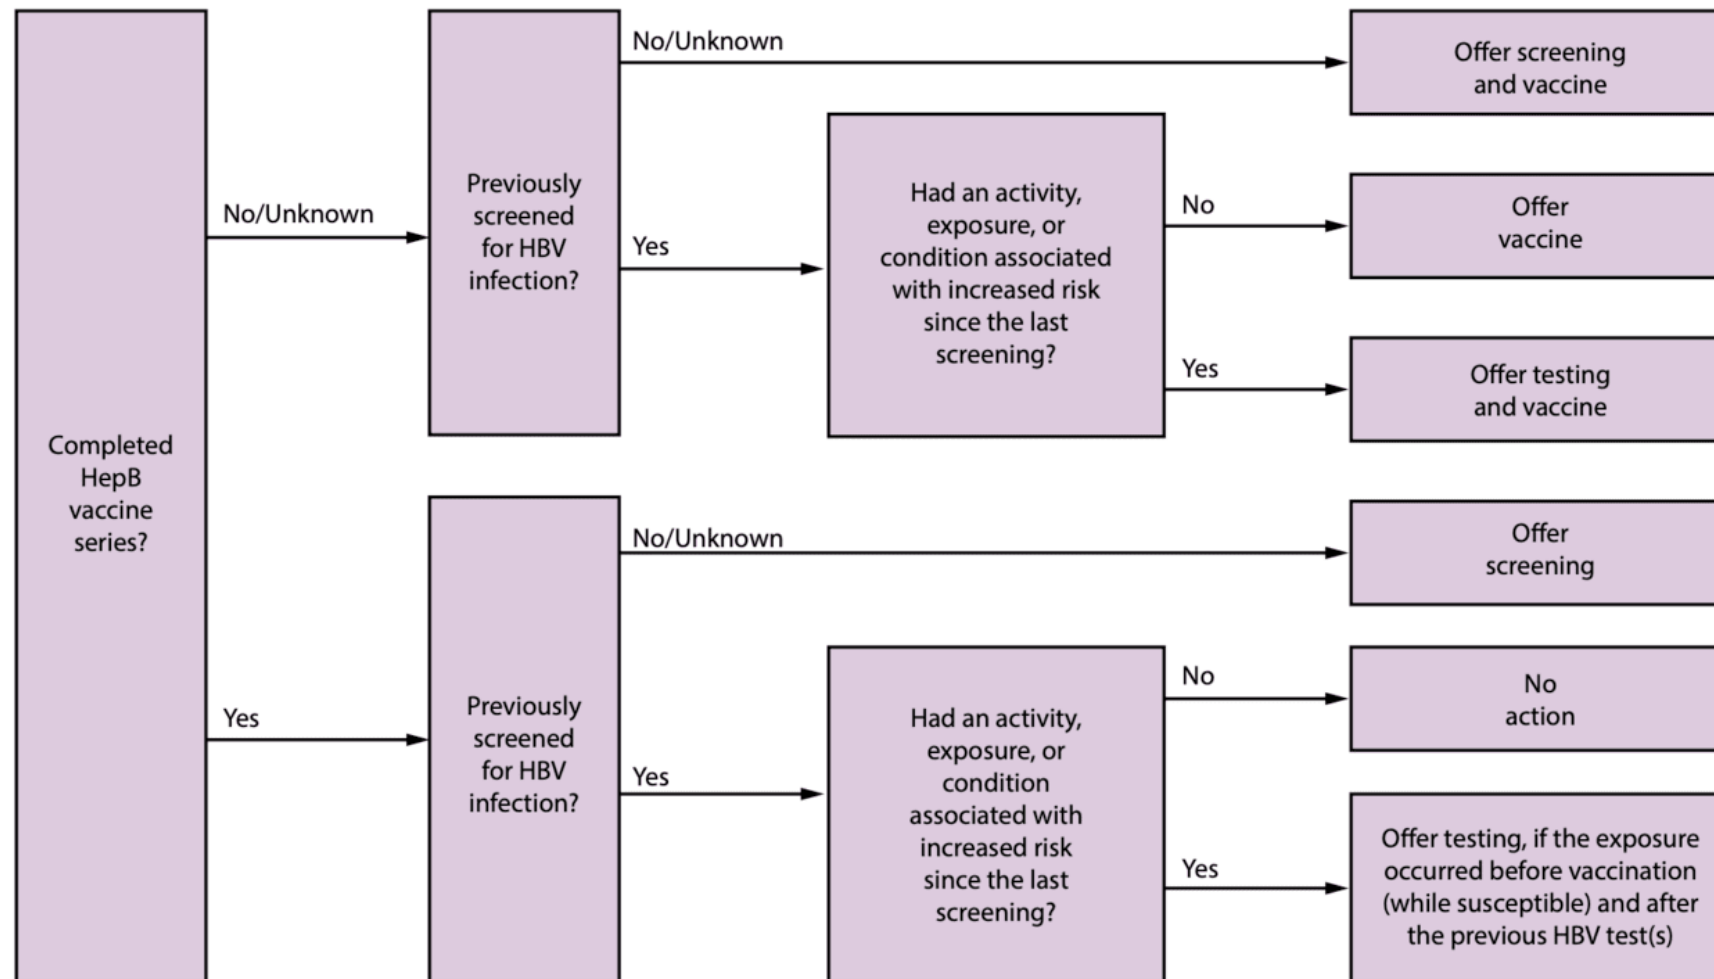 Completed
HepB
vaccine
series?
No/Unknown
Previously
screened
for HBV
infection?
No/Unknown
Offer screening
and vaccine
Yes
Had an activity,
exposure, or
condition associated
with increased risk
since the last
screening?
No
Offer
vaccine
Yes
Offer testing
and vaccine
Yes
Previously
screened
for HBV
infection?
No/Unknown
Offer
screening
Yes
Had an activity,
exposure, or
condition
associated with
increased risk
since the last
screening?
No
No
action
Yes
Offer testing, if the exposure
occurred before vaccination
(while susceptible) and after
the previous HBV test(s)